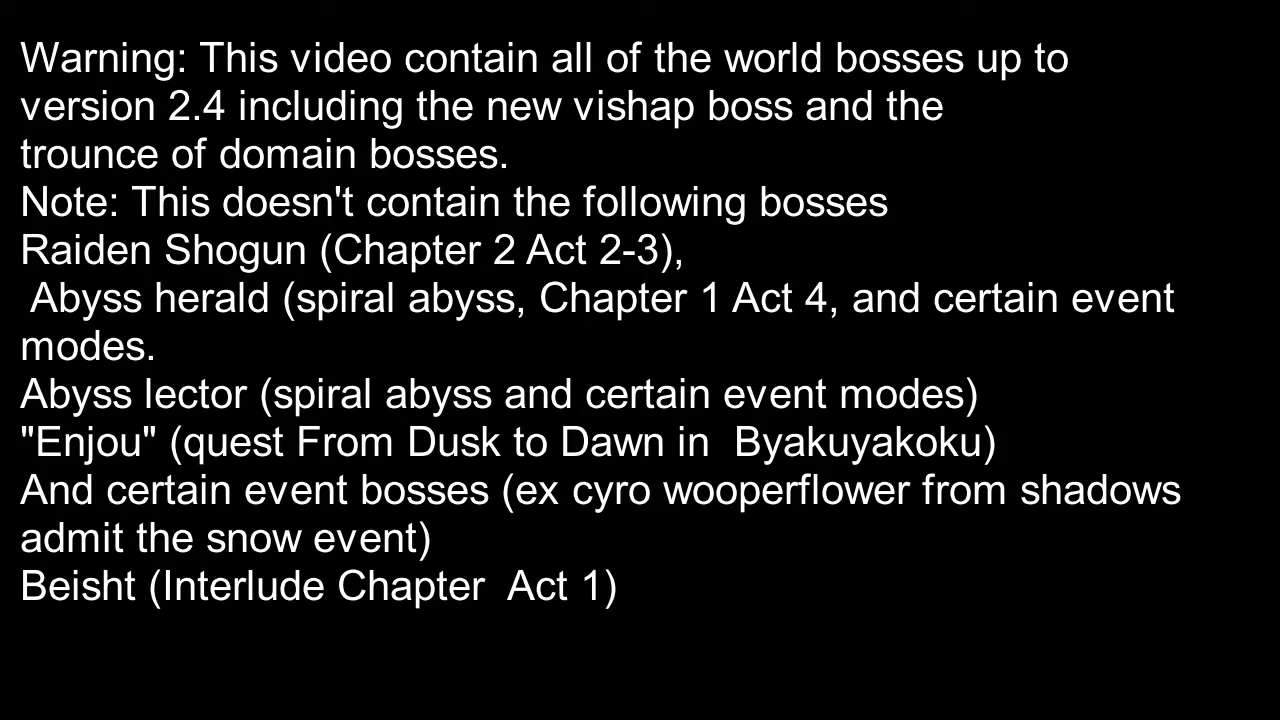 Warning: This video contain all of the world bosses up to
version 2.4 including the new vishap boss and the
trounce of domain bosses.
Note: This doesn't contain the following bosses
Raiden Shogun (Chapter 2 Act 2-3),
Abyss herald (spiral abyss, Chapter 1 Act 4, and certain event
modes.
Abyss lector (spiral abyss and certain event modes)
"Enjou" (quest From Dusk to Dawn in  Byakuyakoku)
And certain event bosses (ex cyro wooperflower from shadows
admit the snow event)
Beisht (Interlude Chapter  Act 1)